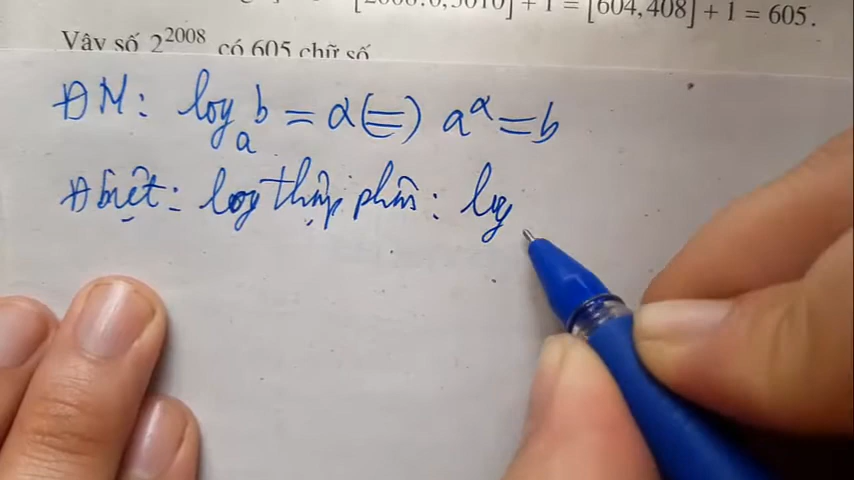 [2008.0,3010] + 1 = [604,408] + 1 = 605.
Vậy số 2^2008 có 605 chữ số
ĐN: log_a b = α (=) a^α = b
Đ biệt: log thập phân: log